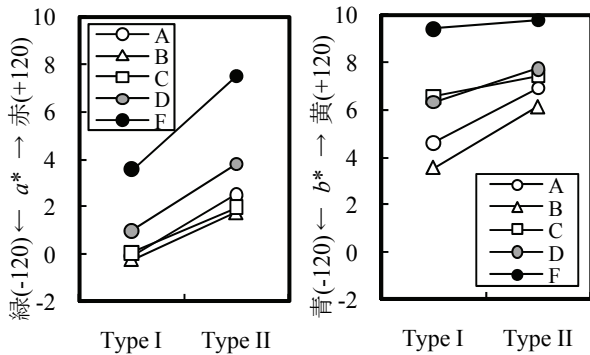 緑(-120)← a* → 赤(+120)
10
8
6
4
2
0
-2
A
B
C
D
F
Type I
Type II
青(-120)← b* → 黄(+120)
10
8
6
4
2
0
-2
A
B
C
D
F
Type I
Type II